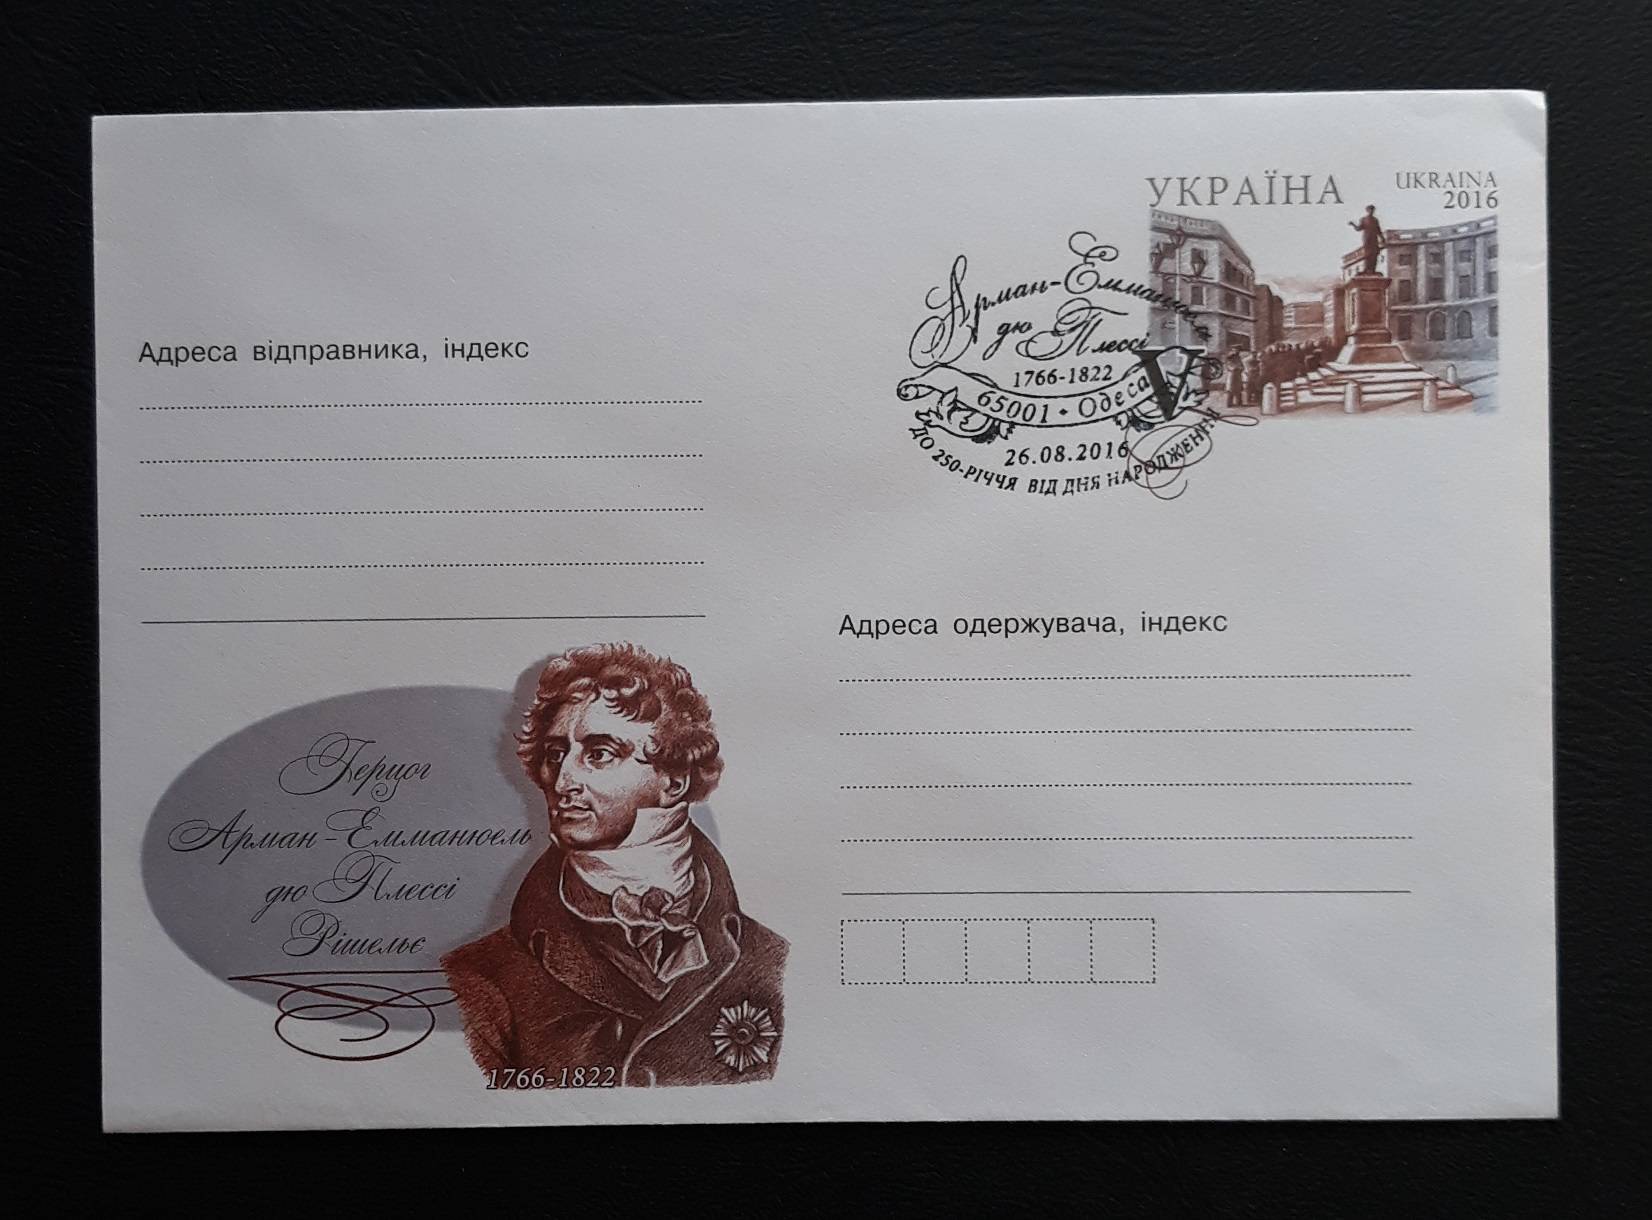 УКРАЇНА
UKRAINA
2016
Арман-Еммануель
дю Плессі
1766-1822
65001 • Одеса
V
26.08.2016
ДО 250-РІЧЧЯ ВІД ДНЯ НАРОДЖЕННЯ
Адреса відправника, індекс
Адреса одержувача, індекс
Герцог
Арман-Емманюель
дю Плессі
Рішельє
1766-1822